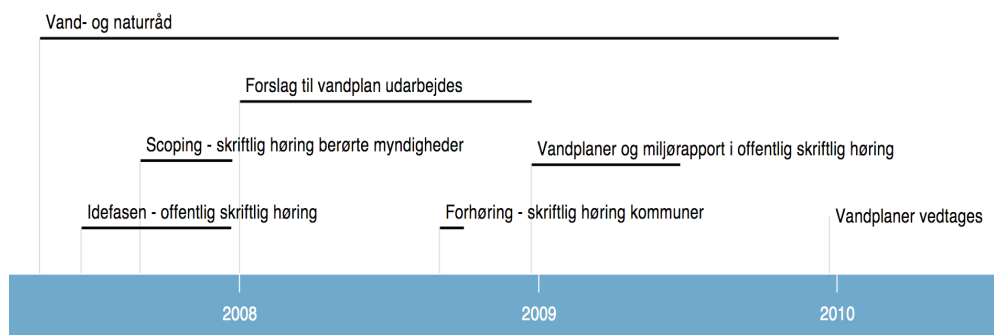 Vand- og naturråd
Forslag til vandplan udarbejdes
Scoping - skriftlig høring berørte myndigheder
Vandplaner og miljørapport i offentlig skriftlig høring
Idefasen - offentlig skriftlig høring
Forhøring - skriftlig høring kommuner
Vandplaner vedtages
2008
2009
2010